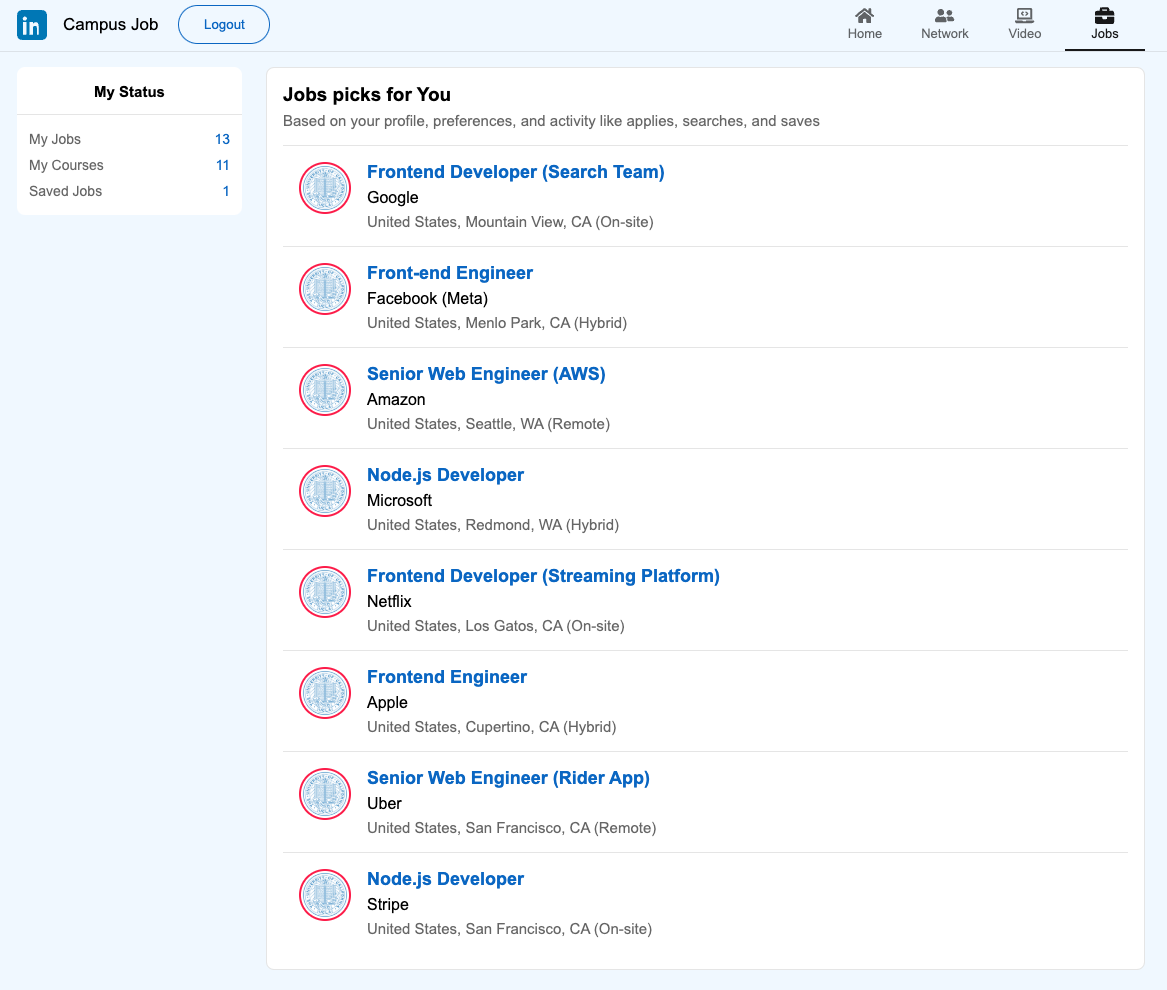 in Campus Job Logout Home Network Video Jobs
My Status
My Jobs 13
My Courses 11
Saved Jobs 1
Jobs picks for You
Based on your profile, preferences, and activity like applies, searches, and saves
Frontend Developer (Search Team)
Google
United States, Mountain View, CA (On-site)
Front-end Engineer
Facebook (Meta)
United States, Menlo Park, CA (Hybrid)
Senior Web Engineer (AWS)
Amazon
United States, Seattle, WA (Remote)
Node.js Developer
Microsoft
United States, Redmond, WA (Hybrid)
Frontend Developer (Streaming Platform)
Netflix
United States, Los Gatos, CA (On-site)
Frontend Engineer
Apple
United States, Cupertino, CA (Hybrid)
Senior Web Engineer (Rider App)
Uber
United States, San Francisco, CA (Remote)
Node.js Developer
Stripe
United States, San Francisco, CA (On-site)